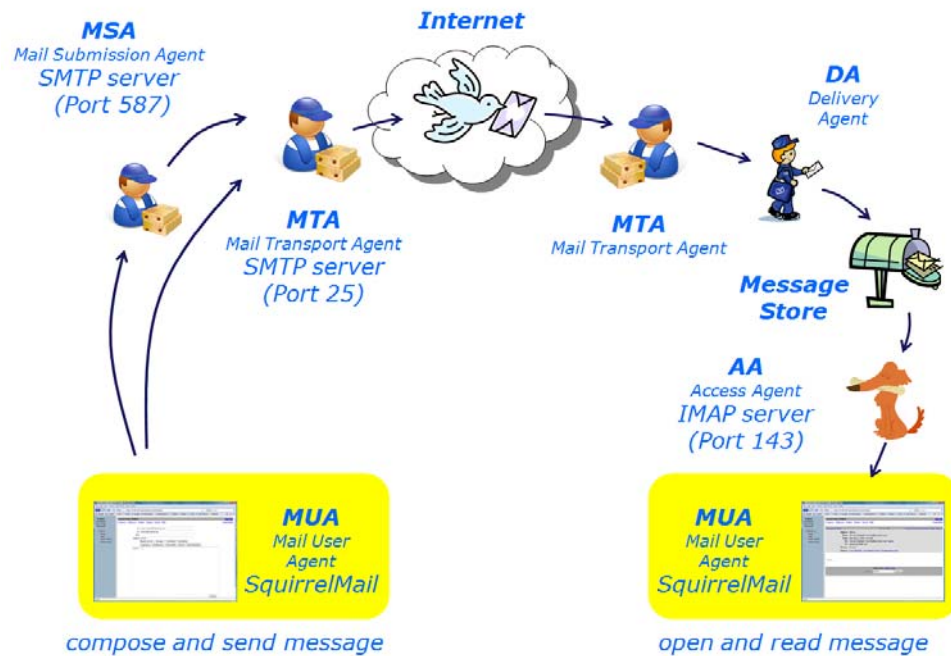 MSA
Mail Submission Agent
SMTP server
(Port 587)
Internet
DA
Delivery
Agent
MTA
Mail Transport Agent
SMTP server
(Port 25)
MTA
Mail Transport Agent
Message
Store
AA
Access Agent
IMAP server
(Port 143)
MUA
Mail User
Agent
SquirrelMail
compose and send message
MUA
Mail User
Agent
SquirrelMail
open and read message